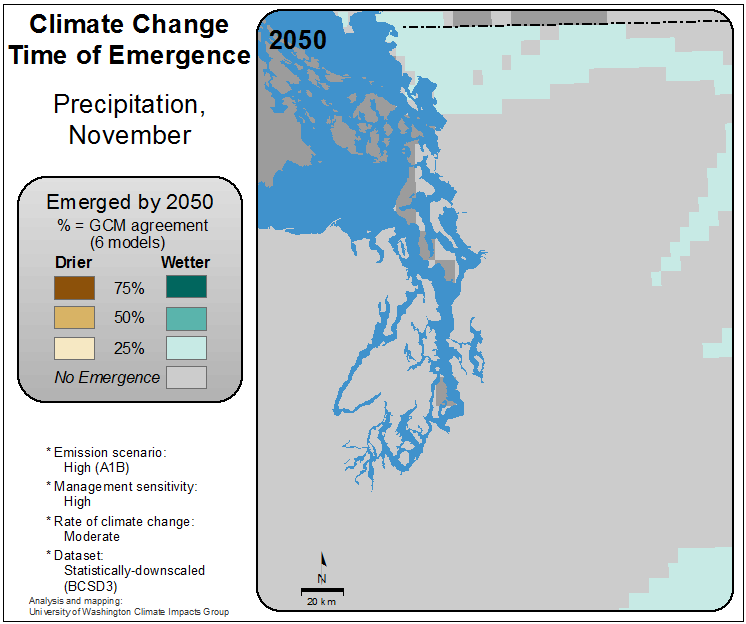 Climate Change
Time of Emergence
Precipitation,
November
Emerged by 2050
% = GCM agreement
(6 models)
Drier Wetter
75%
50%
25%
No Emergence
* Emission scenario:
High (A1B)
* Management sensitivity:
High
* Rate of climate change:
Moderate
* Dataset:
Statistically-downscaled
(BCSD3)
Analysis and mapping:
University of Washington Climate Impacts Group
2050
N
20 km